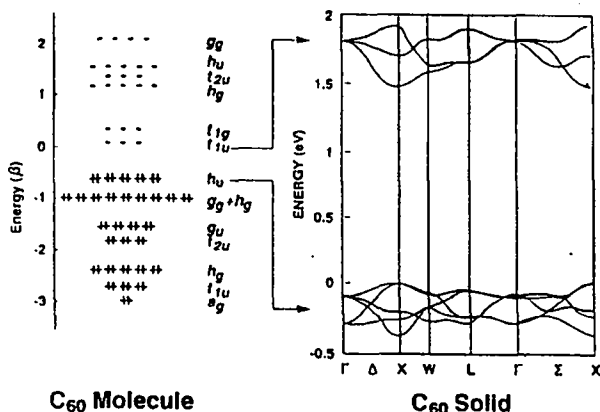 Energy (β)
2
1
0
-1
-2
-3
gg
hu
t2u
hg
t1g
t1u
hu
gg+hg
gu
t2u
hg
t1u
ag
C60 Molecule
ENERGY (eV)
2
1.5
1
0.5
0
-0.5
Γ Δ X W L Γ Σ X
C60 Solid